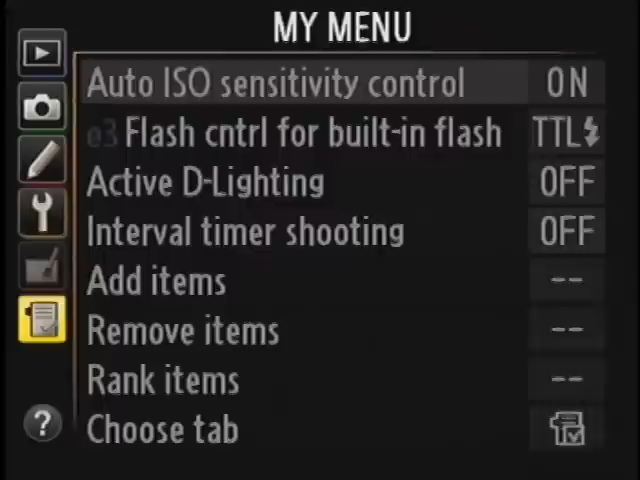 MY MENU
Auto ISO sensitivity control ON
e3 Flash cntrl for built-in flash TTL
Active D-Lighting OFF
Interval timer shooting OFF
Add items --
Remove items --
Rank items --
Choose tab
?